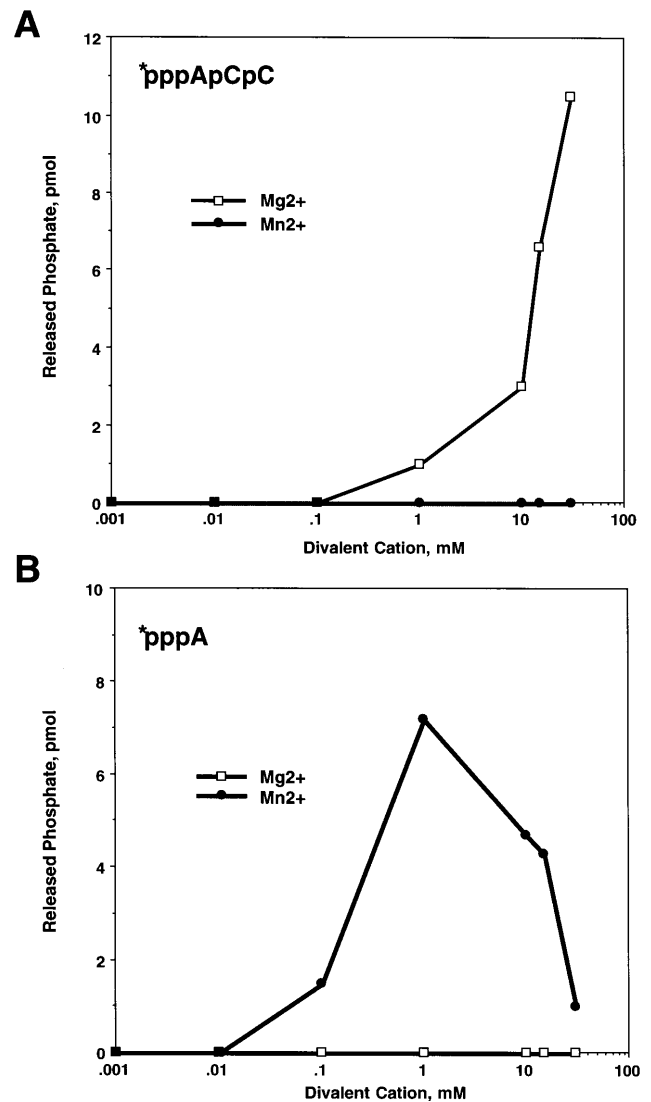 A
*pppApCpC
12
10
8
6
4
2
0
Released Phosphate, pmol
Mg2+
Mn2+
.001 .01 .1 1 10 100
Divalent Cation, mM
B
*pppA
10
8
6
4
2
0
Released Phosphate, pmol
Mg2+
Mn2+
.001 .01 .1 1 10 100
Divalent Cation, mM